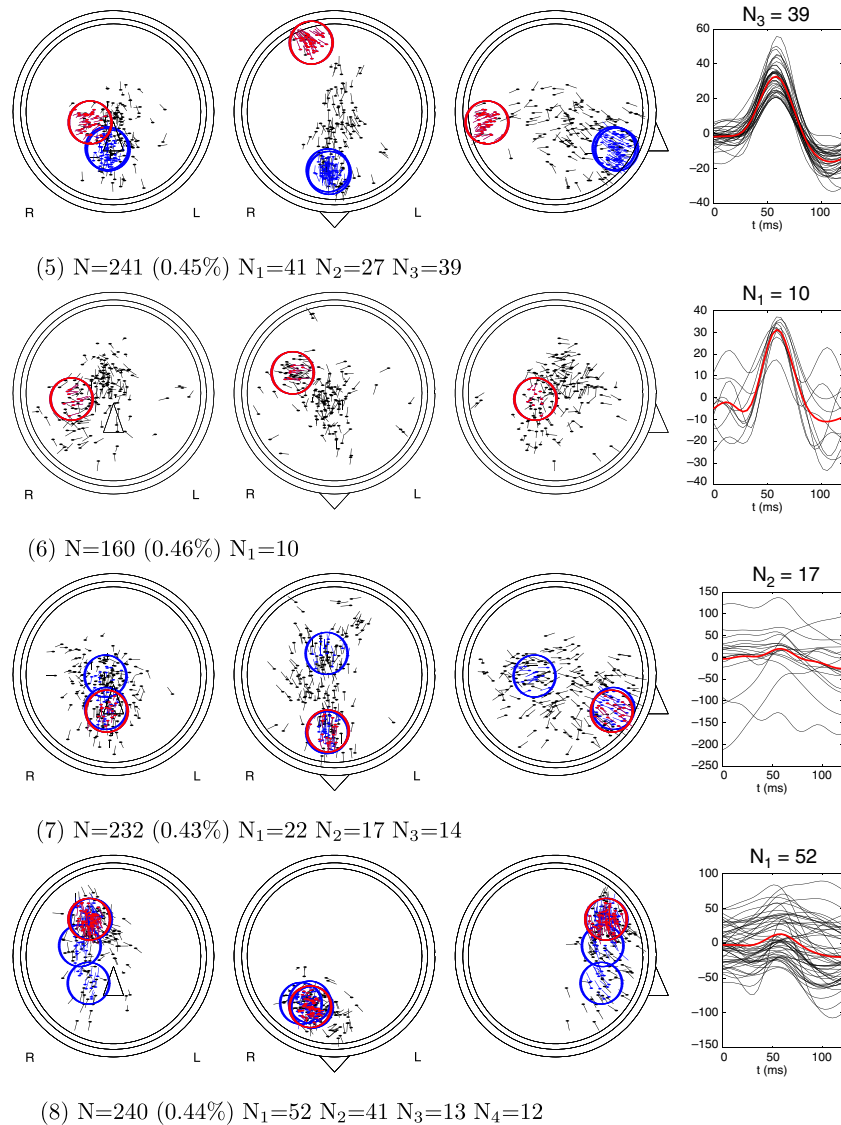 N₃ = 39
60
40
20
0
−20
−40
0 50 100
t (ms)
R L R L
(5) N=241 (0.45%) N₁=41 N₂=27 N₃=39
N₁ = 10
40
30
20
10
0
−10
−20
−30
−40
0 50 100
t (ms)
R L R L
(6) N=160 (0.46%) N₁=10
N₂ = 17
150
100
50
0
−50
−100
−150
−200
−250
0 50 100
t (ms)
R L R L
(7) N=232 (0.43%) N₁=22 N₂=17 N₃=14
N₁ = 52
100
50
0
−50
−100
−150
0 50 100
t (ms)
R L R L
(8) N=240 (0.44%) N₁=52 N₂=41 N₃=13 N₄=12